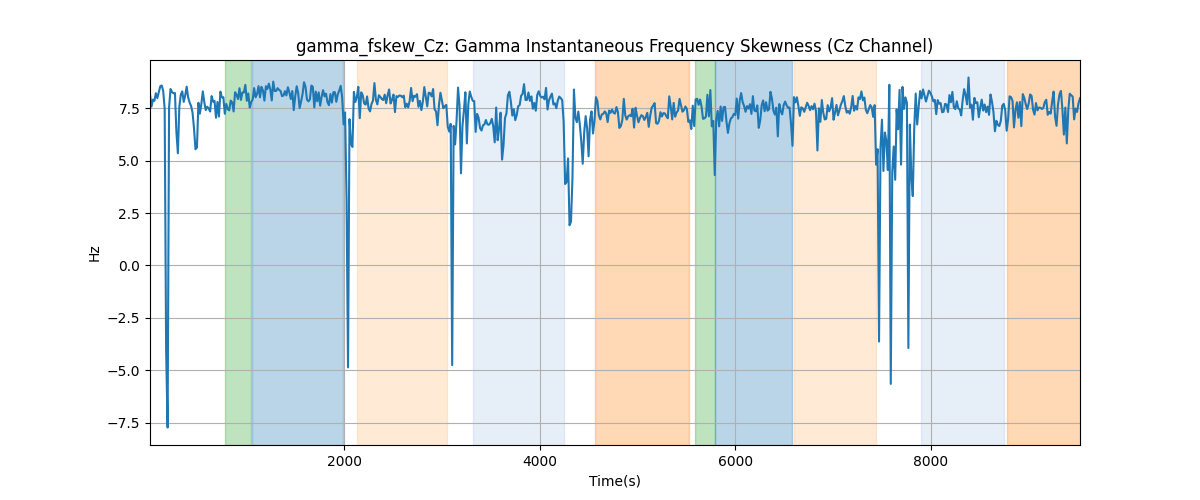 gamma_fskew_Cz: Gamma Instantaneous Frequency Skewness (Cz Channel)
Hz
7.5
5.0
2.5
0.0
−2.5
−5.0
−7.5
2000 4000 6000 8000
Time(s)